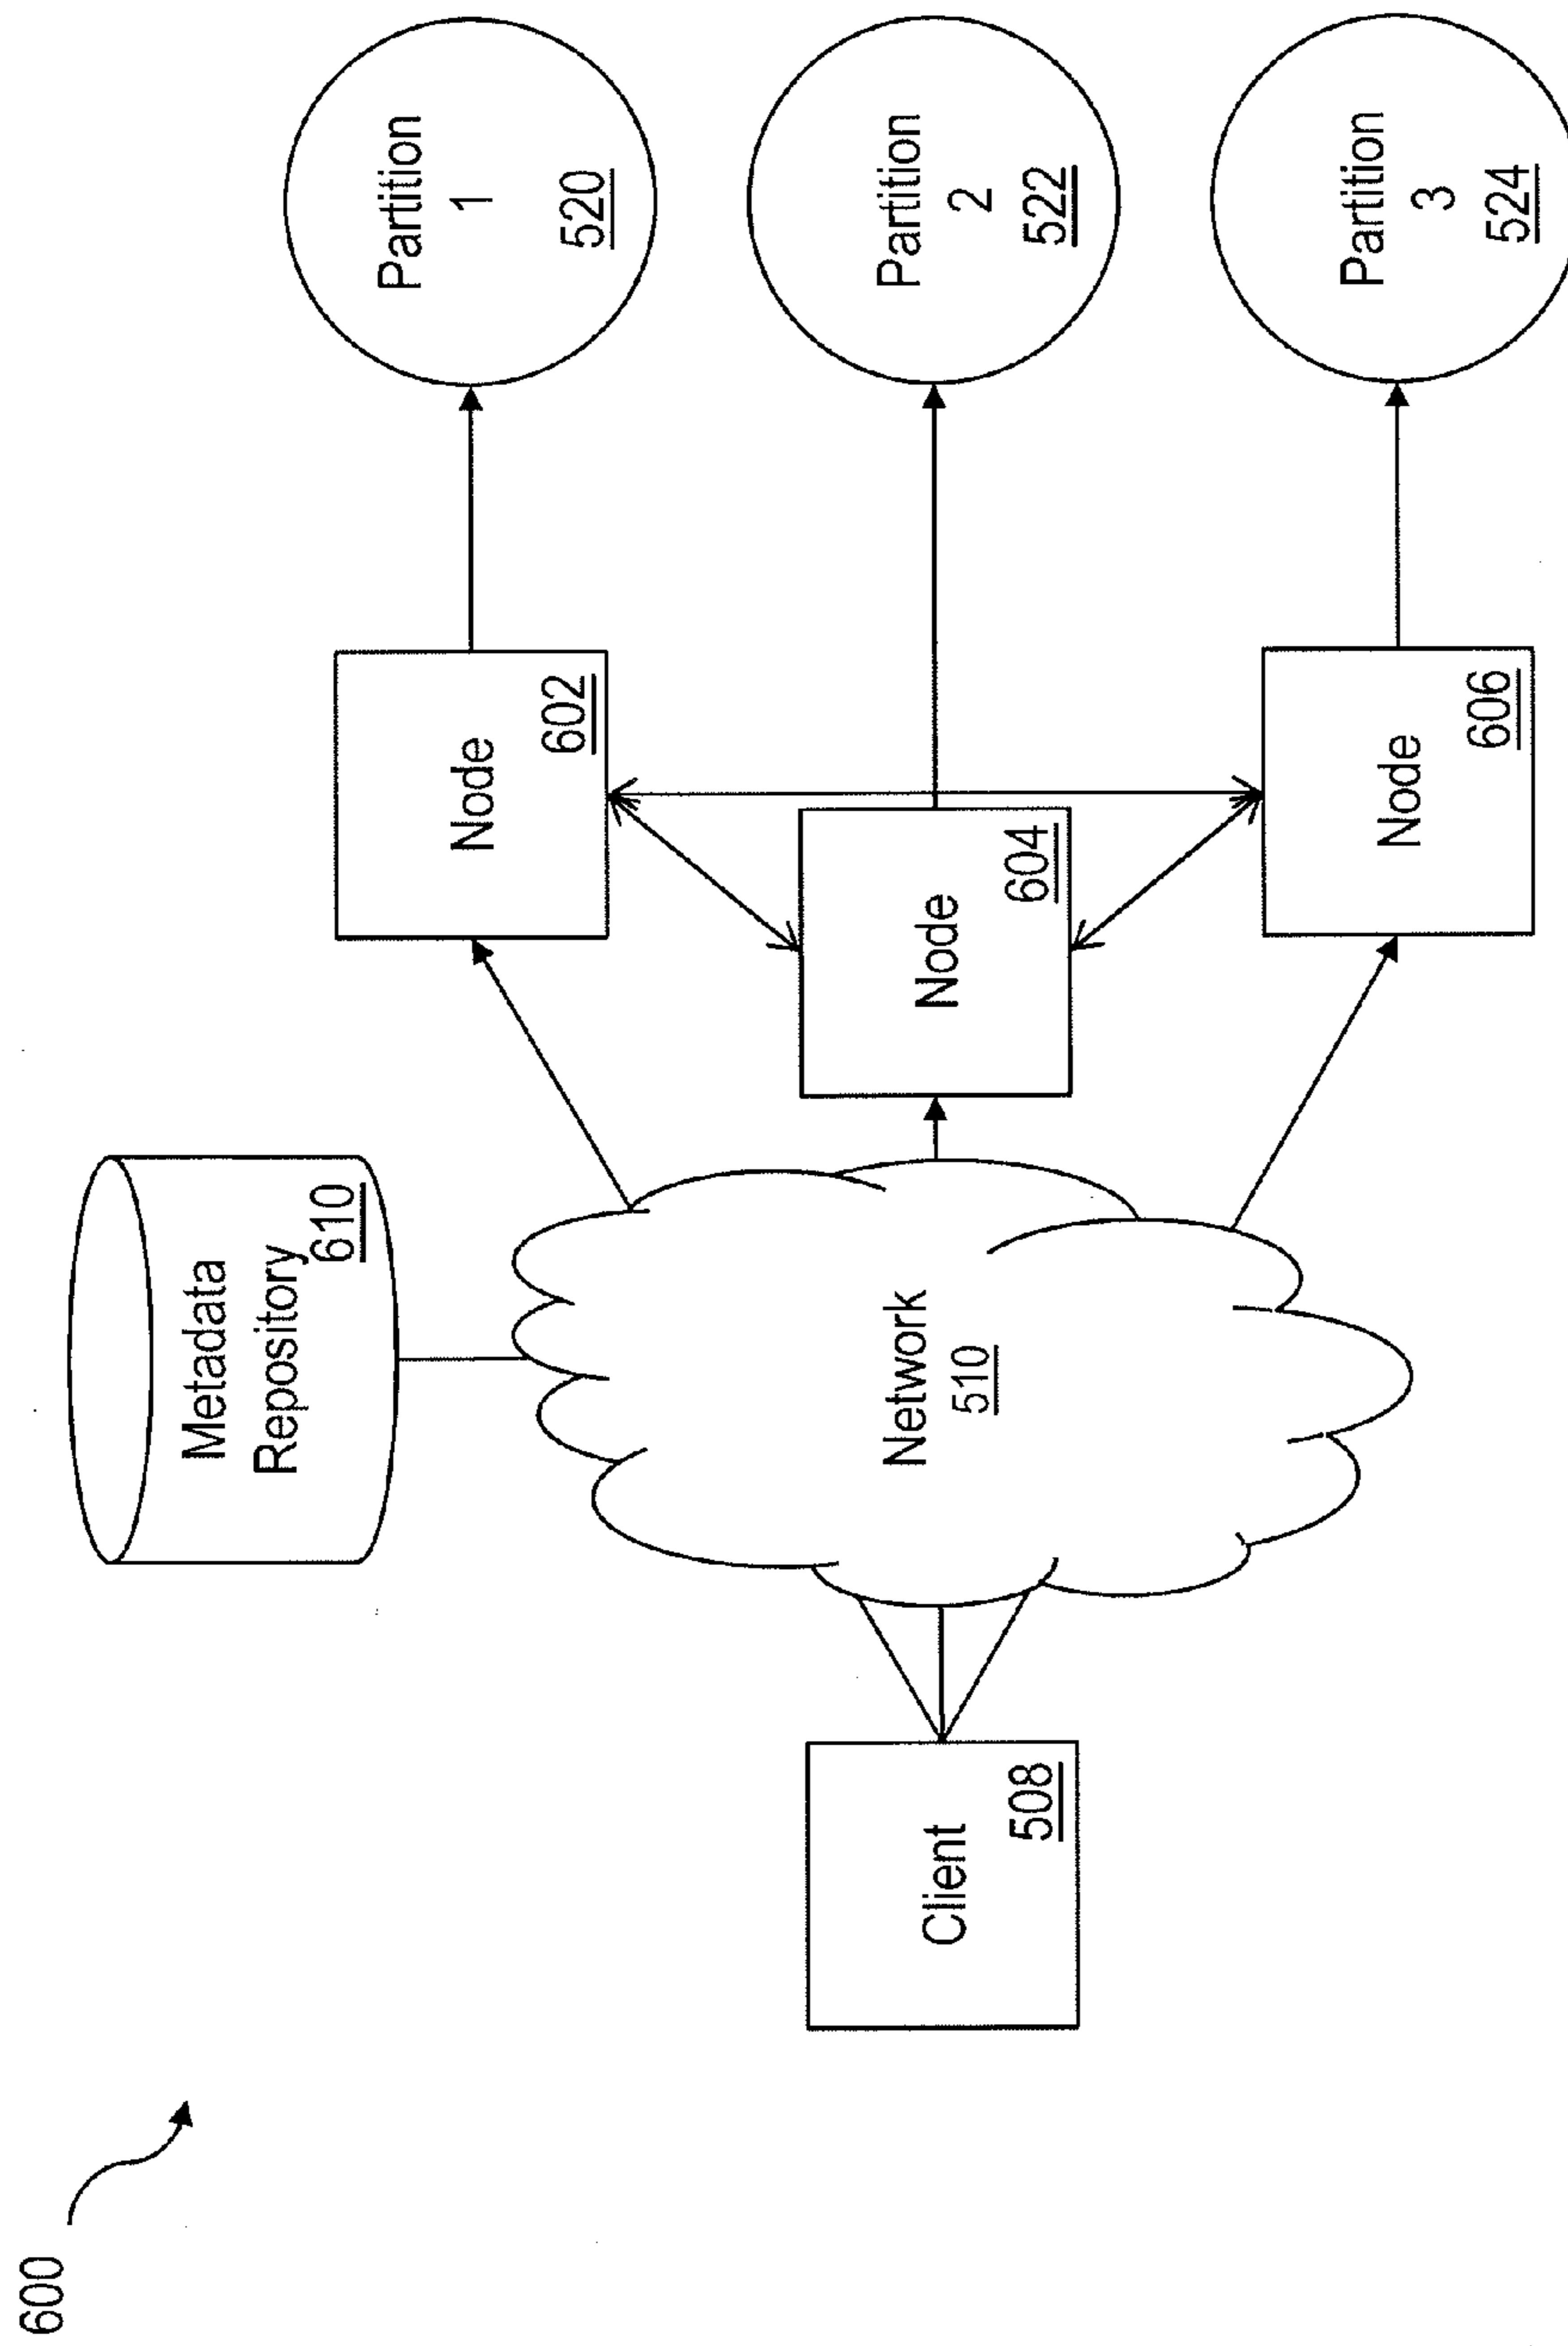 600
Metadata
Repository
610
Client
508
Network
510
Node
602
Node
604
Node
606
Partition
1
520
Partition
2
522
Partition
3
524